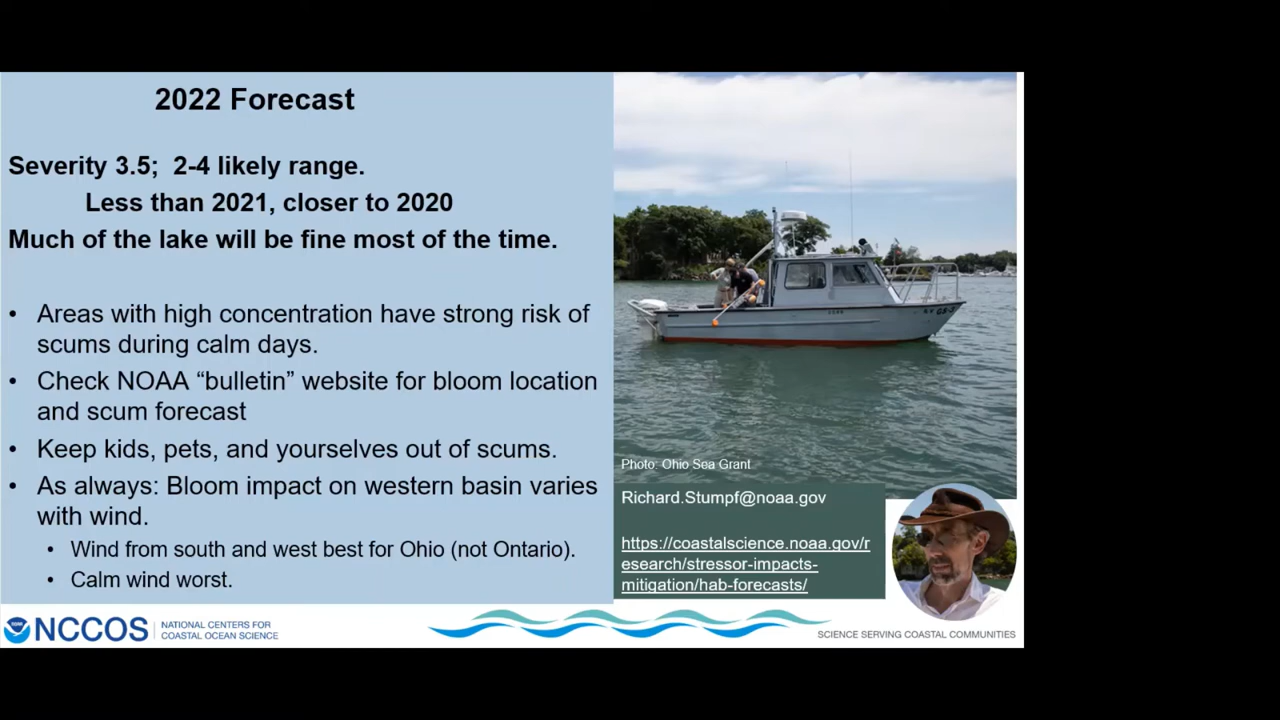 2022 Forecast
Severity 3.5; 2-4 likely range.
Less than 2021, closer to 2020
Much of the lake will be fine most of the time.
• Areas with high concentration have strong risk of
scums during calm days.
• Check NOAA “bulletin” website for bloom location
and scum forecast
• Keep kids, pets, and yourselves out of scums.
• As always: Bloom impact on western basin varies
with wind.
• Wind from south and west best for Ohio (not Ontario).
• Calm wind worst.
Photo: Ohio Sea Grant
Richard.Stumpf@noaa.gov
https://coastalscience.noaa.gov/r
esearch/stressor-impacts-
mitigation/hab-forecasts/
NCCOS
NATIONAL CENTERS FOR
COASTAL OCEAN SCIENCE
SCIENCE SERVING COASTAL COMMUNITIES